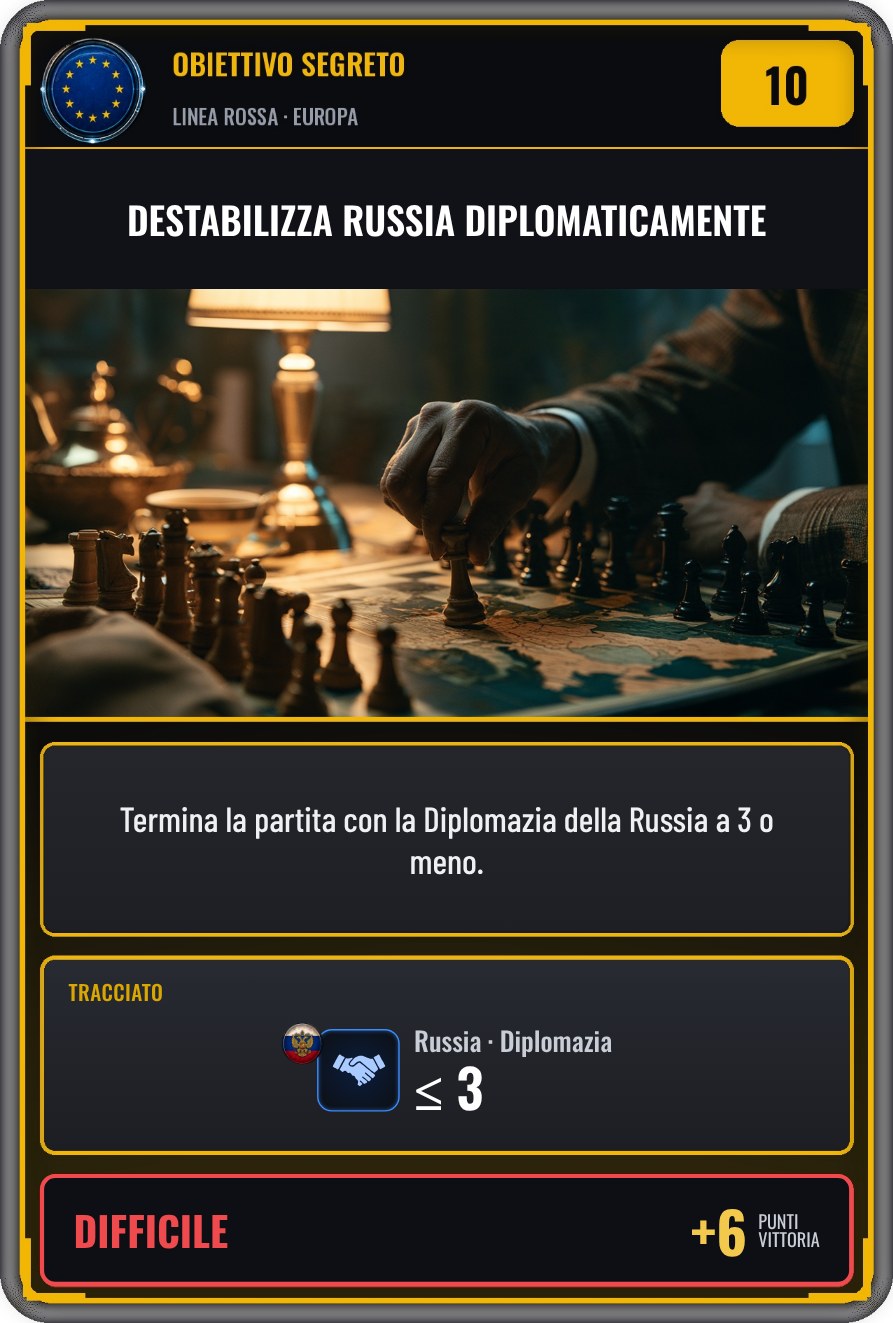 OBIETTIVO SEGRETO
LINEA ROSSA · EUROPA
10
DESTABILIZZA RUSSIA DIPLOMATICAMENTE
Termina la partita con la Diplomazia della Russia a 3 o
meno.
TRACCIATO
Russia · Diplomazia
≤ 3
DIFFICILE
+6
PUNTI
VITTORIA